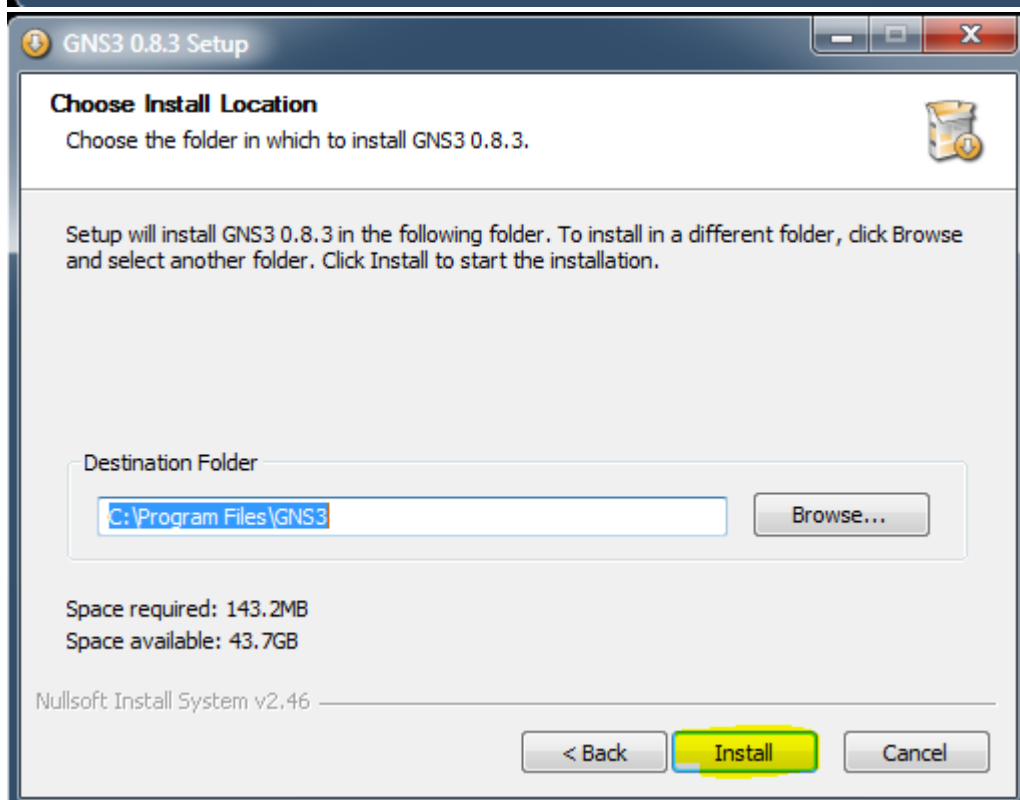 GNS3 0.8.3 Setup
Choose Install Location
Choose the folder in which to install GNS3 0.8.3.
Setup will install GNS3 0.8.3 in the following folder. To install in a different folder, click Browse
and select another folder. Click Install to start the installation.
Destination Folder
C:\Program Files\GNS3
Browse...
Space required: 143.2MB
Space available: 43.7GB
Nullsoft Install System v2.46
< Back Install Cancel